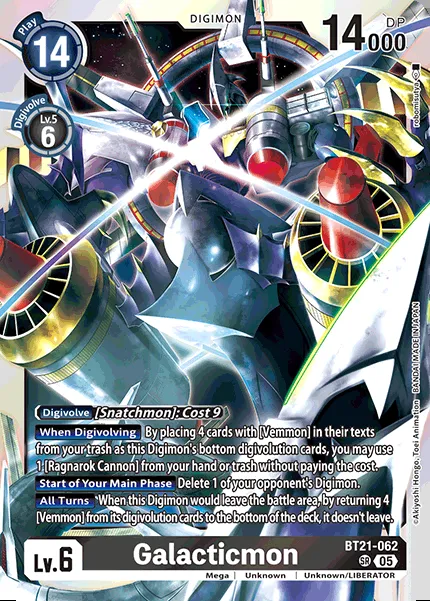 DIGIMON
Play
14
14000
DP
Digivolve
Lv.5
6
robomisutya
©Akiyoshi Hongo, Toei Animation BANDAI MADE IN JAPAN
Digivolve [Snatchmon]: Cost 9
When Digivolving By placing 4 cards with [Vemmon] in their texts
from your trash as this Digimon's bottom digivolution cards, you may use
1 [Ragnarok Cannon] from your hand or trash without paying the cost.
Start of Your Main Phase Delete 1 of your opponent's Digimon.
All Turns When this Digimon would leave the battle area, by returning 4
[Vemmon] from its digivolution cards to the bottom of the deck, it doesn't leave.
BT21-062
Lv.6
Galacticmon
SR 05
Mega | Unknown | Unknown/LIBERATOR